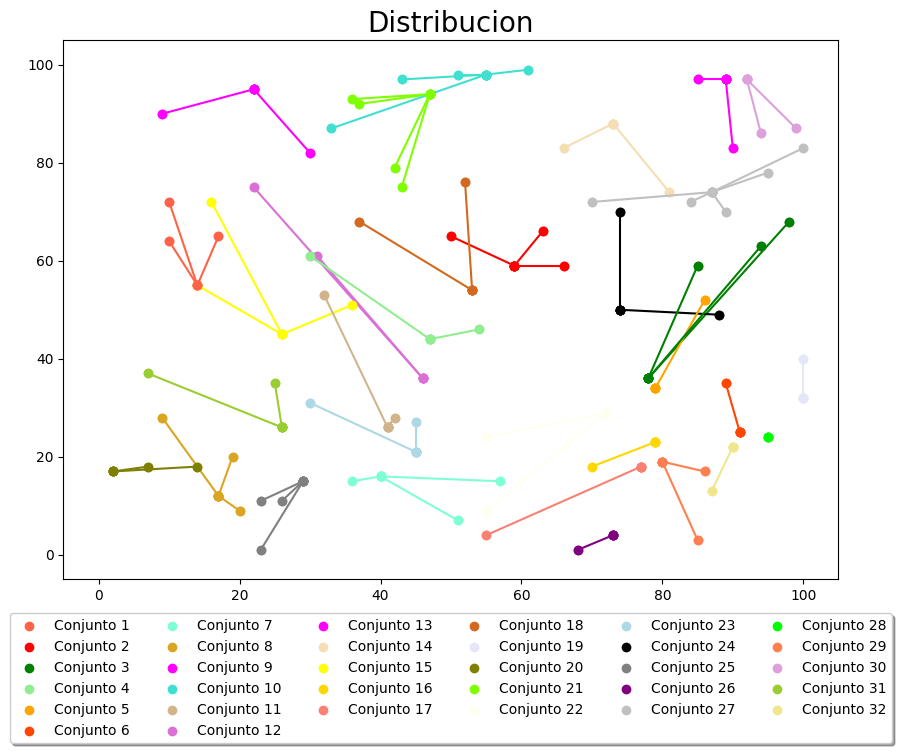 Distribucion
100
80
60
40
20
0
0 20 40 60 80 100
Conjunto 1 Conjunto 7 Conjunto 13 Conjunto 18 Conjunto 23 Conjunto 28
Conjunto 2 Conjunto 8 Conjunto 14 Conjunto 19 Conjunto 24 Conjunto 29
Conjunto 3 Conjunto 9 Conjunto 15 Conjunto 20 Conjunto 25 Conjunto 30
Conjunto 4 Conjunto 10 Conjunto 16 Conjunto 21 Conjunto 26 Conjunto 31
Conjunto 5 Conjunto 11 Conjunto 17 Conjunto 22 Conjunto 27 Conjunto 32
Conjunto 6 Conjunto 12